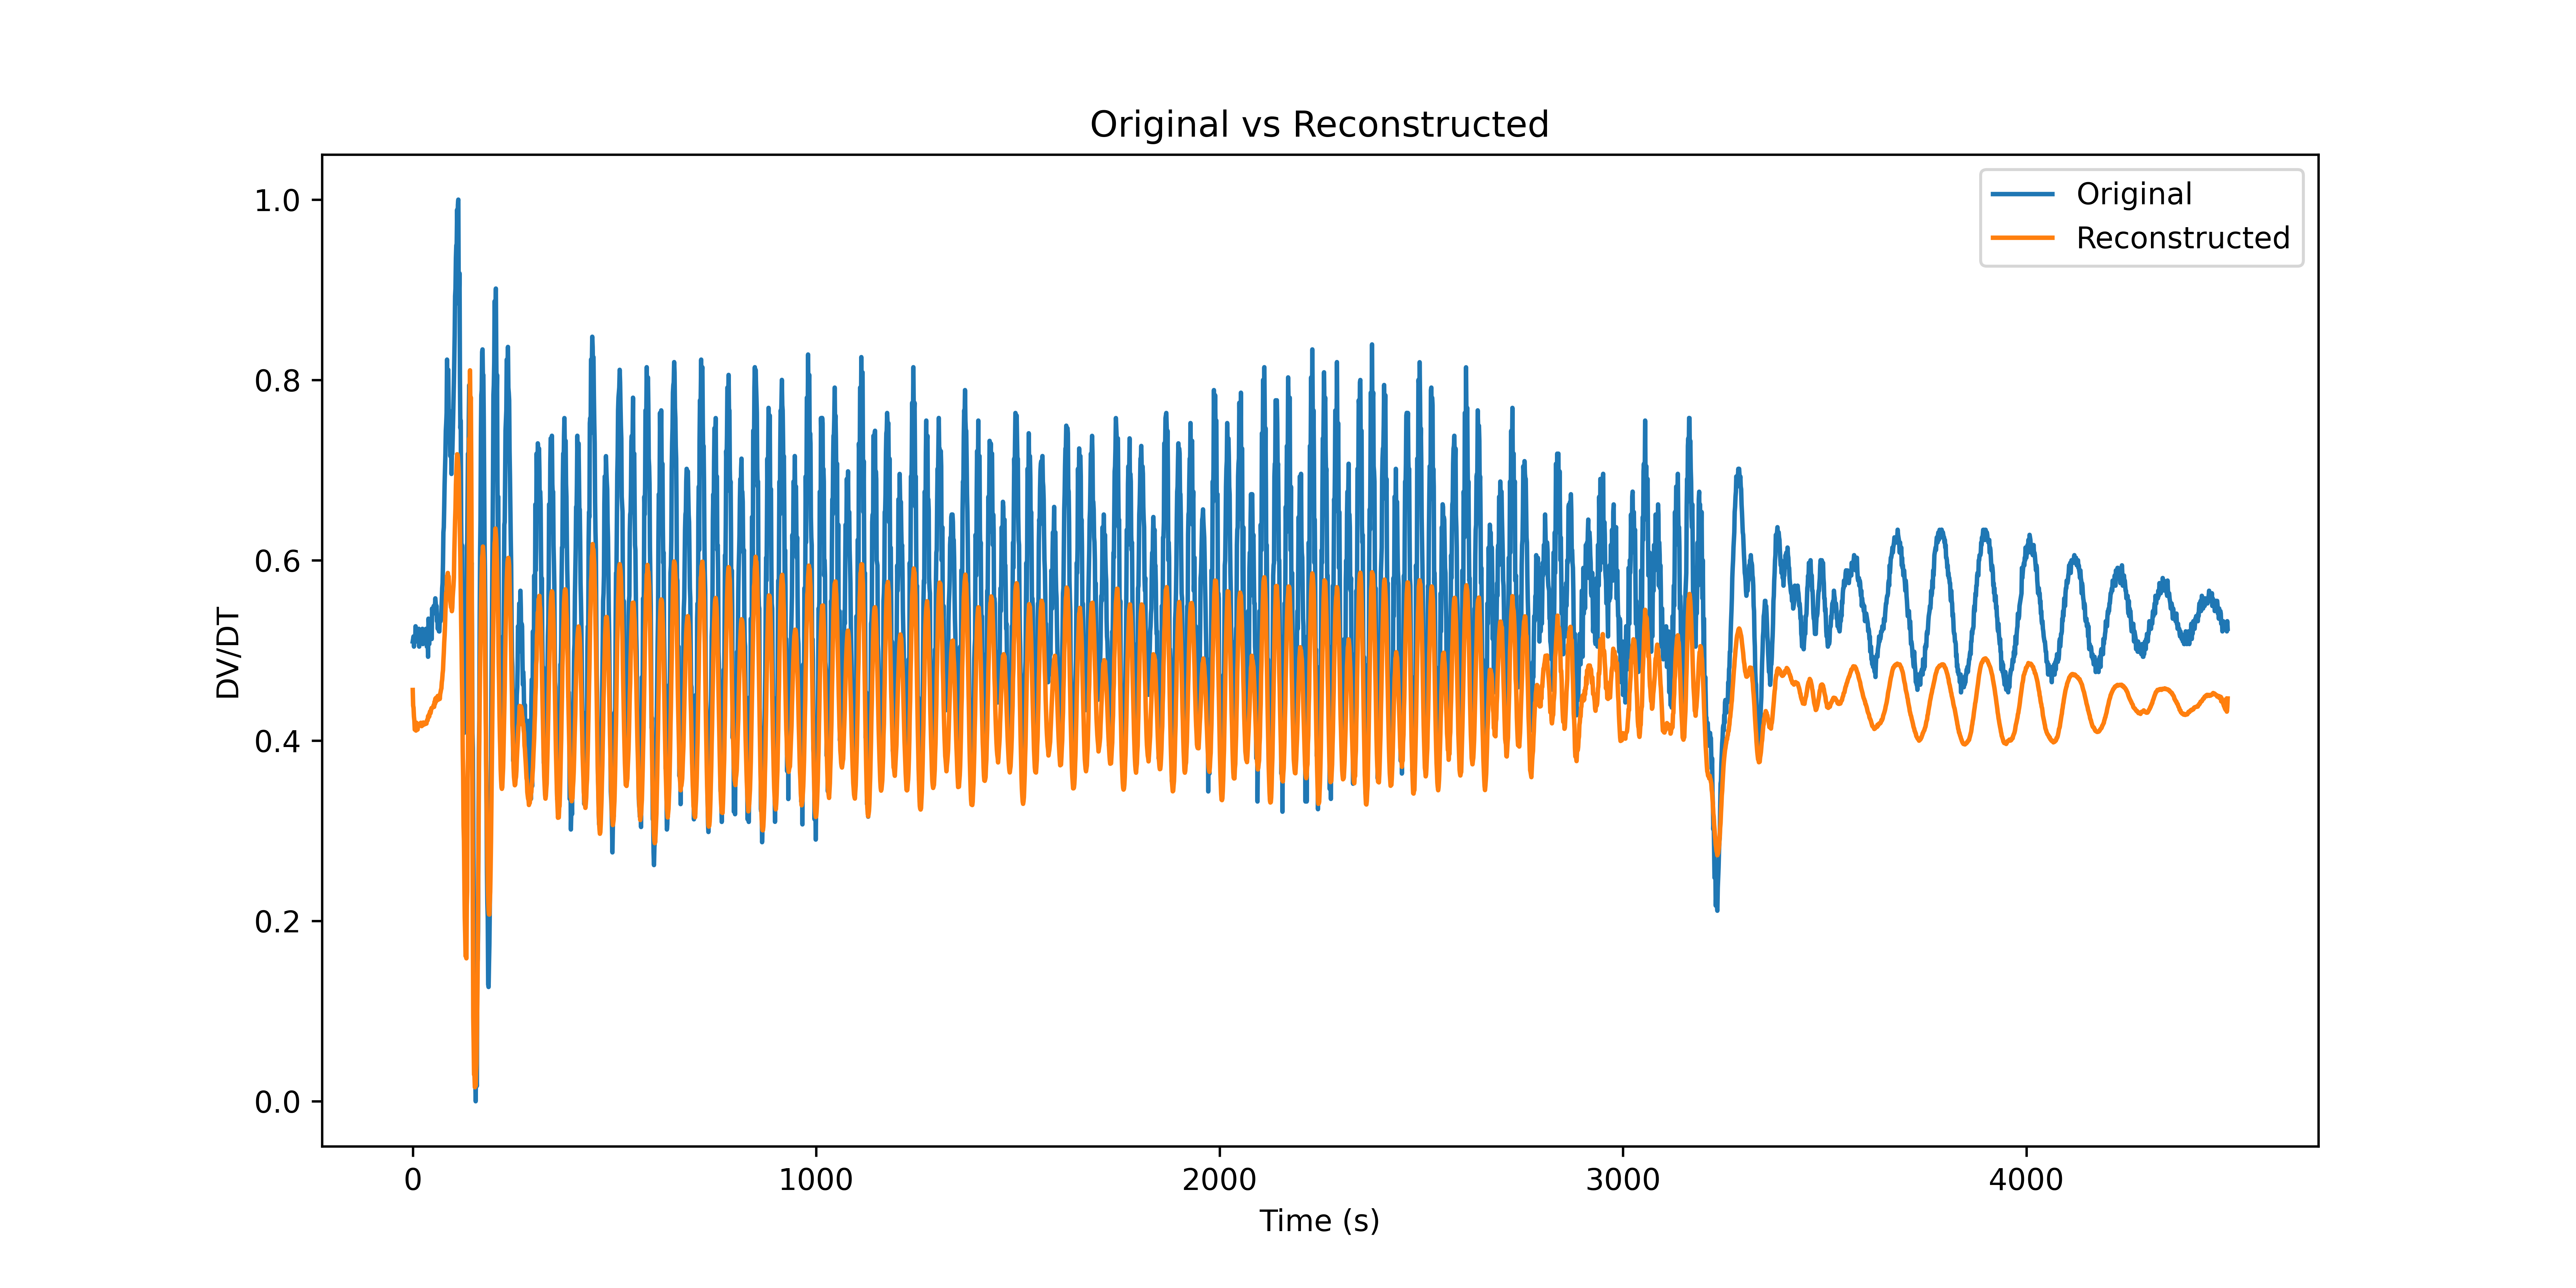 Original vs Reconstructed
Original
Reconstructed
1.0
0.8
0.6
0.4
0.2
0.0
DV/DT
0 1000 2000 3000 4000
Time (s)